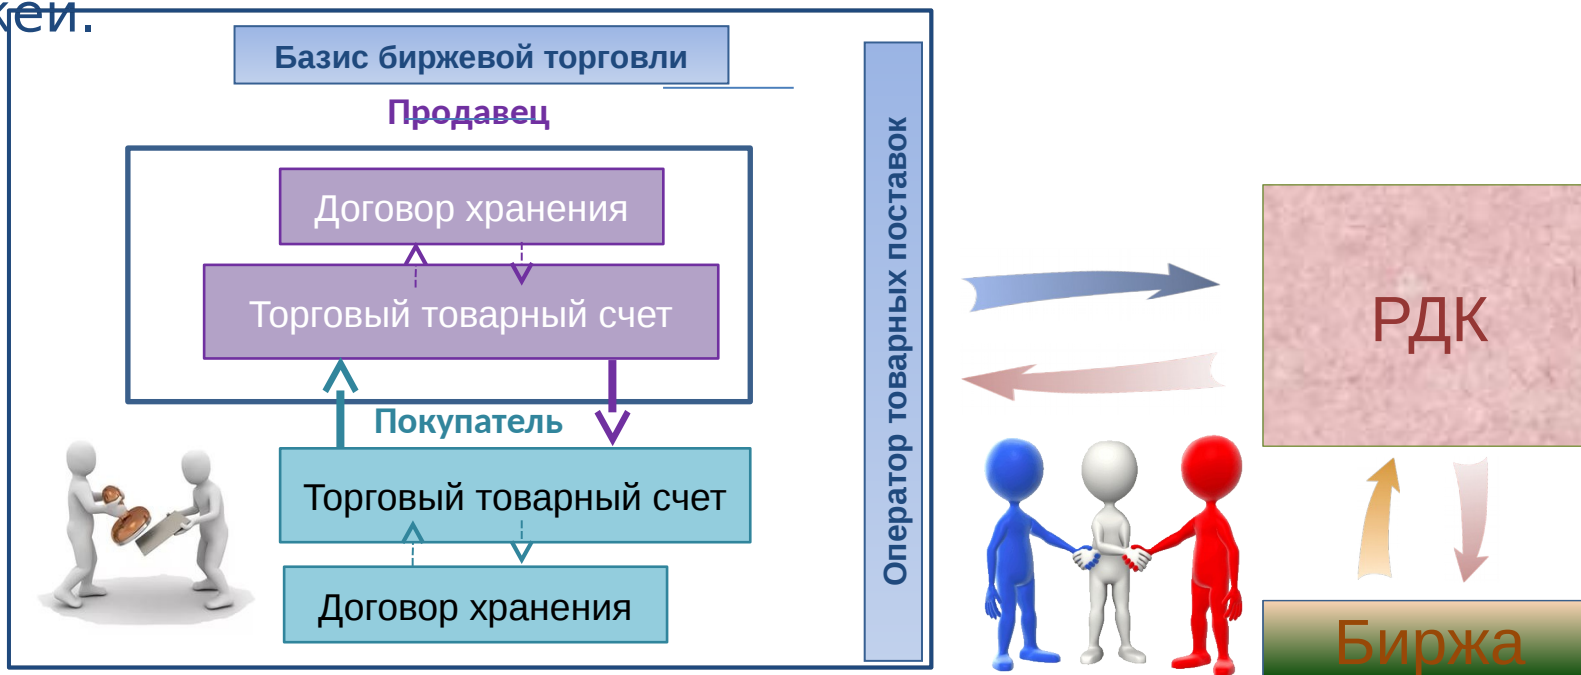 кеи.
Базис биржевой торговли
Продавец
Договор хранения
Торговый товарный счет
Покупатель
Торговый товарный счет
Договор хранения
Оператор товарных поставок
РДК
Биржа